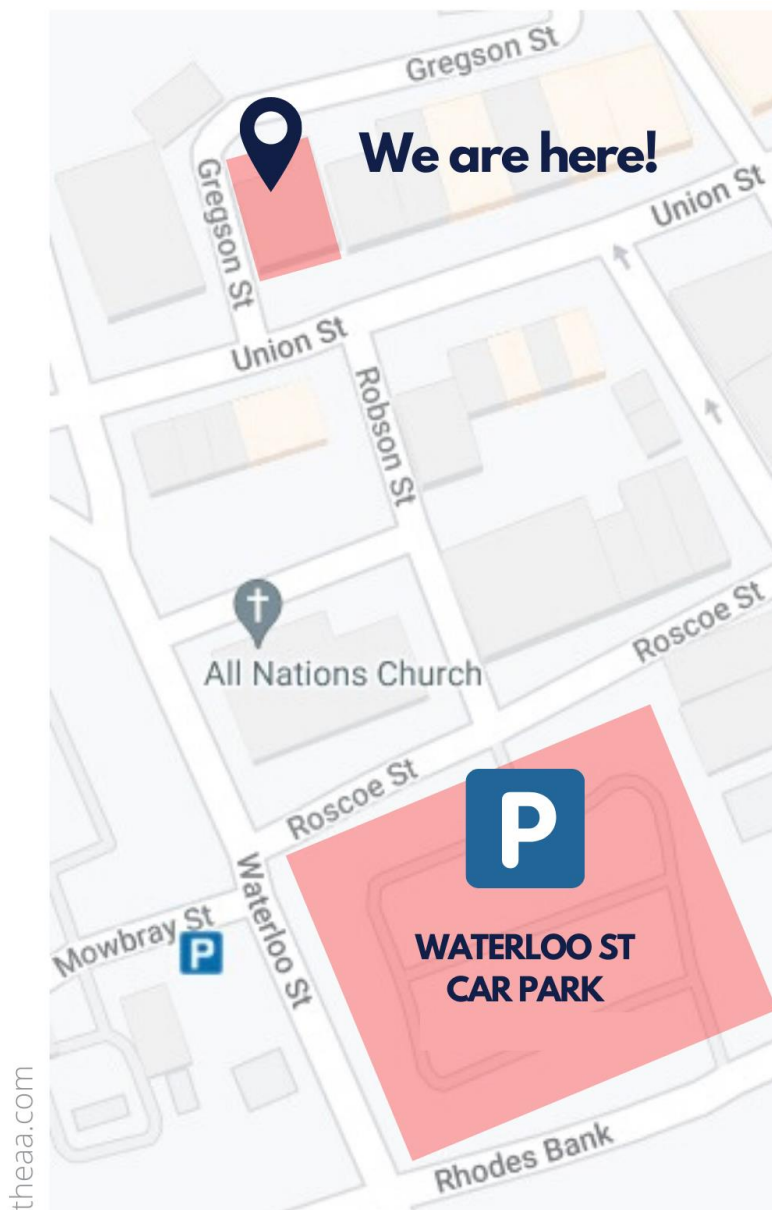 Gregson St
We are here!
Gregson St
Union St
Union St
Robson St
Roscoe St
All Nations Church
Roscoe St
P
Waterloo St
Mowbray St
P
WATERLOO ST
CAR PARK
Rhodes Bank
theaa.com